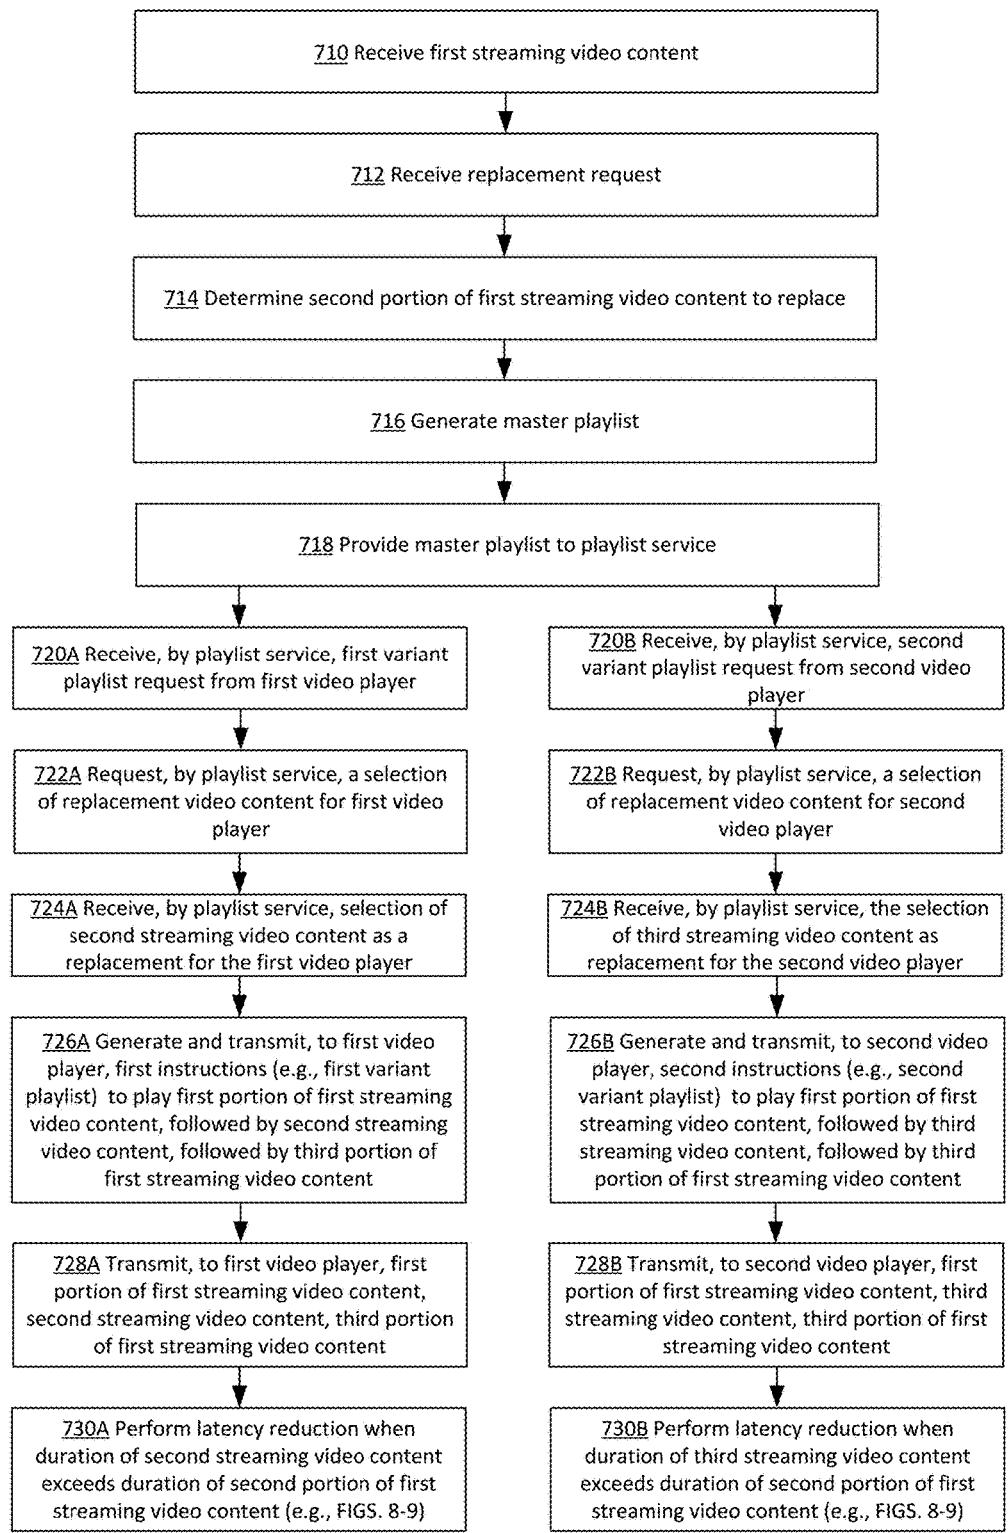 710 Receive first streaming video content
712 Receive replacement request
714 Determine second portion of first streaming video content to replace
716 Generate master playlist
718 Provide master playlist to playlist service
720A Receive, by playlist service, first variant
playlist request from first video player
722A Request, by playlist service, a selection
of replacement video content for first video
player
724A Receive, by playlist service, selection of
second streaming video content as a
replacement for the first video player
726A Generate and transmit, to first video
player, first instructions (e.g., first variant
playlist) to play first portion of first streaming
video content, followed by second streaming
video content, followed by third portion of
first streaming video content
728A Transmit, to first video player, first
portion of first streaming video content,
second streaming video content, third portion
of first streaming video content
730A Perform latency reduction when
duration of second streaming video content
exceeds duration of second portion of first
streaming video content (e.g., FIGS. 8-9)
720B Receive, by playlist service, second
variant playlist request from second video
player
722B Request, by playlist service, a selection
of replacement video content for second
video player
724B Receive, by playlist service, the selection
of third streaming video content as
replacement for the second video player
726B Generate and transmit, to second video
player, second instructions (e.g., second
variant playlist) to play first portion of first
streaming video content, followed by third
streaming video content, followed by third
portion of first streaming video content
728B Transmit, to second video player, first
portion of first streaming video content, third
streaming video content, third portion of first
streaming video content
730B Perform latency reduction when
duration of third streaming video content
exceeds duration of second portion of first
streaming video content (e.g., FIGS. 8-9)